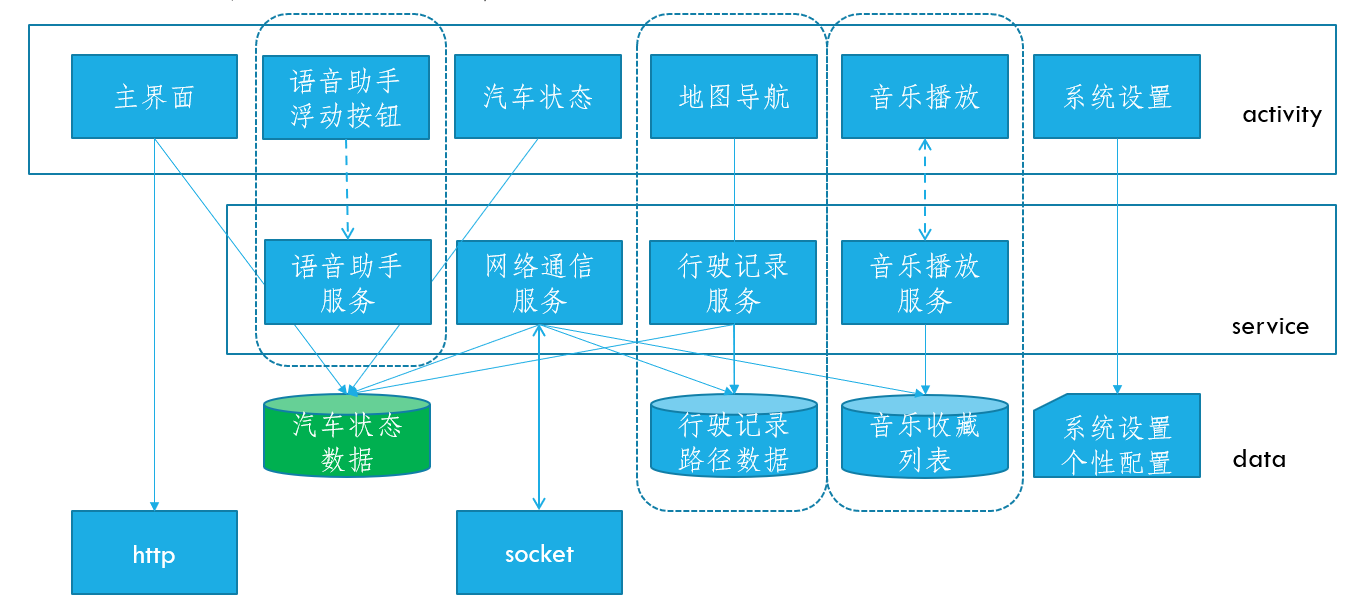 主界面
语音助手
浮动按钮
汽车状态
地图导航
音乐播放
系统设置
activity
语音助手
服务
网络通信
服务
行驶记录
服务
音乐播放
服务
service
汽车状态
数据
行驶记录
路径数据
音乐收藏
列表
系统设置
个性配置
data
http
socket